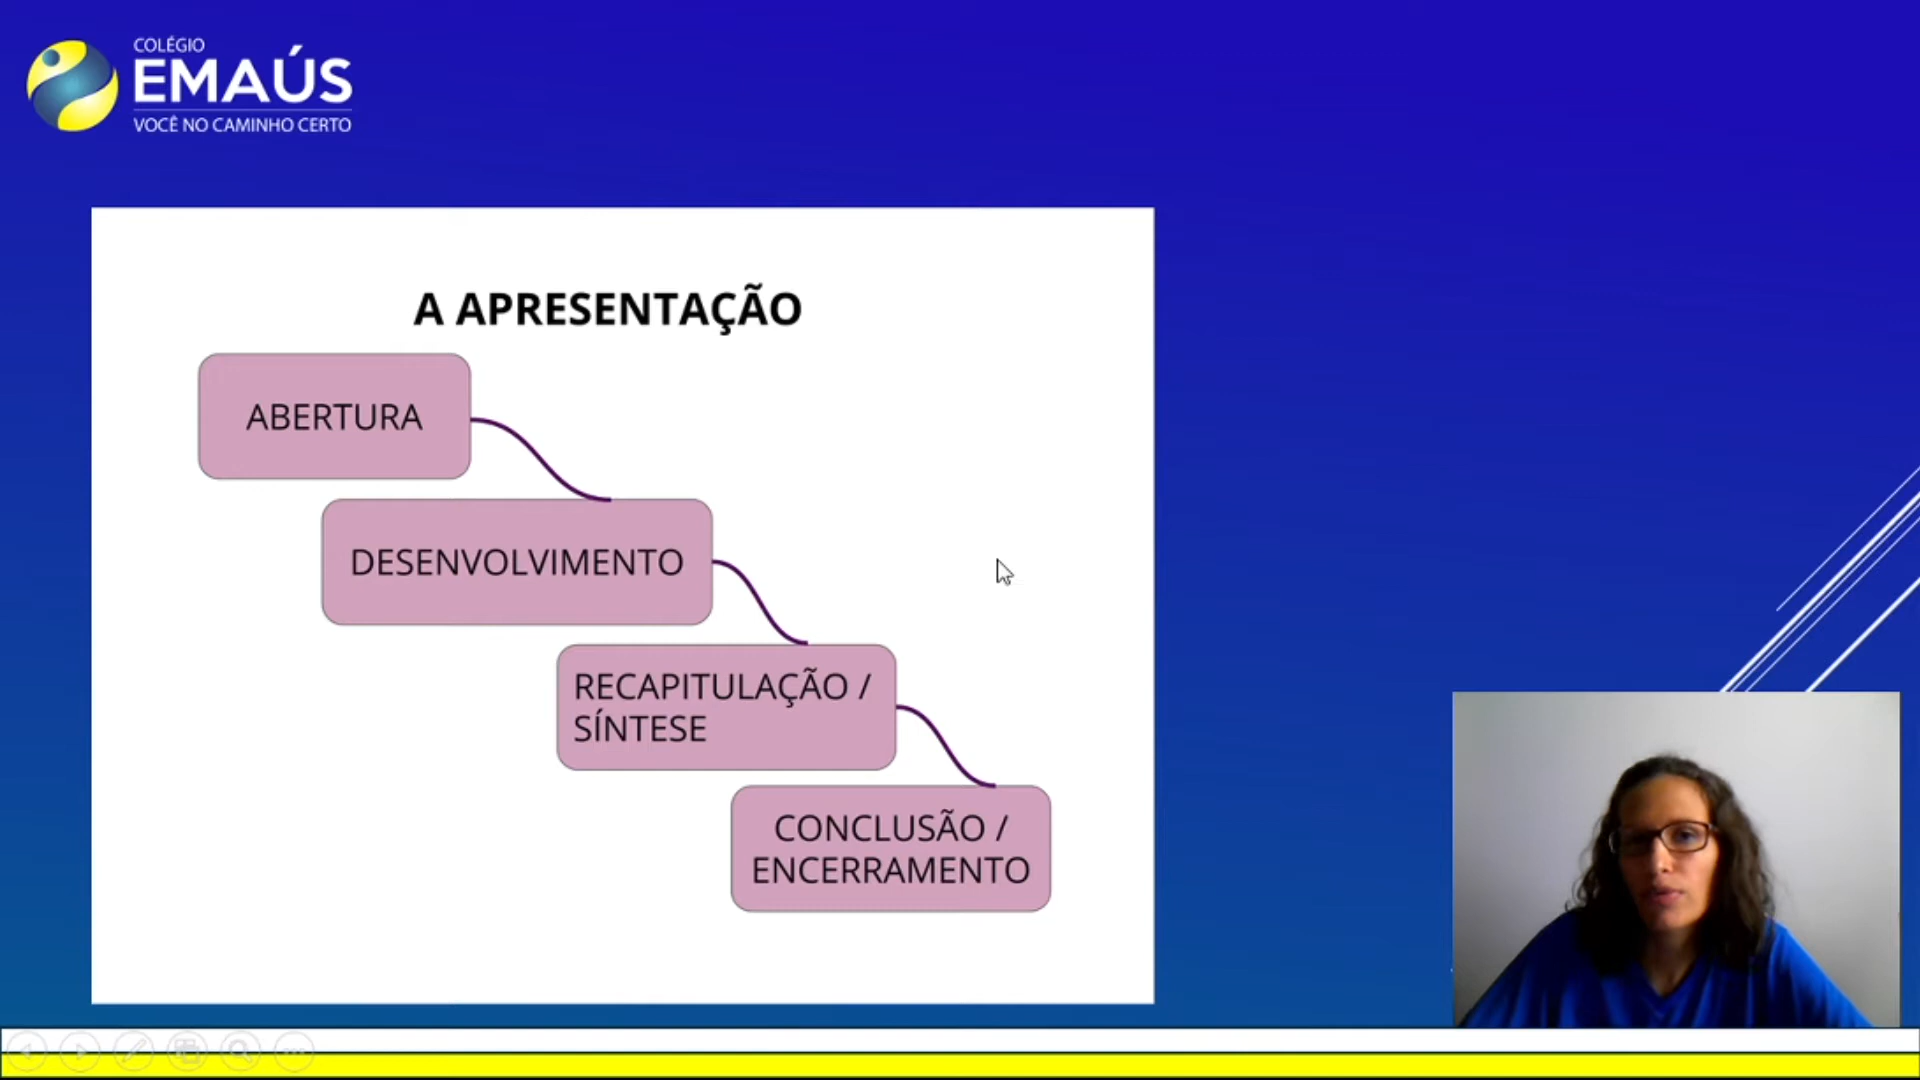 COLÉGIO
EMAÚS
VOCÊ NO CAMINHO CERTO
A APRESENTAÇÃO
ABERTURA
DESENVOLVIMENTO
RECAPITULAÇÃO /
SÍNTESE
CONCLUSÃO /
ENCERRAMENTO